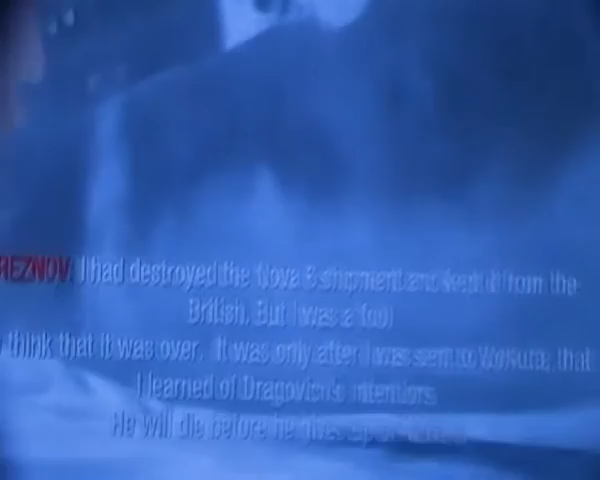 REZNOV: I had destroyed the Nova 6 shipment and kept it from the
British. But I was a fool
think that it was over. It was only after I was sent to Vorkuta, that
I learned of Dragovich's intentions
He will die before he gives up